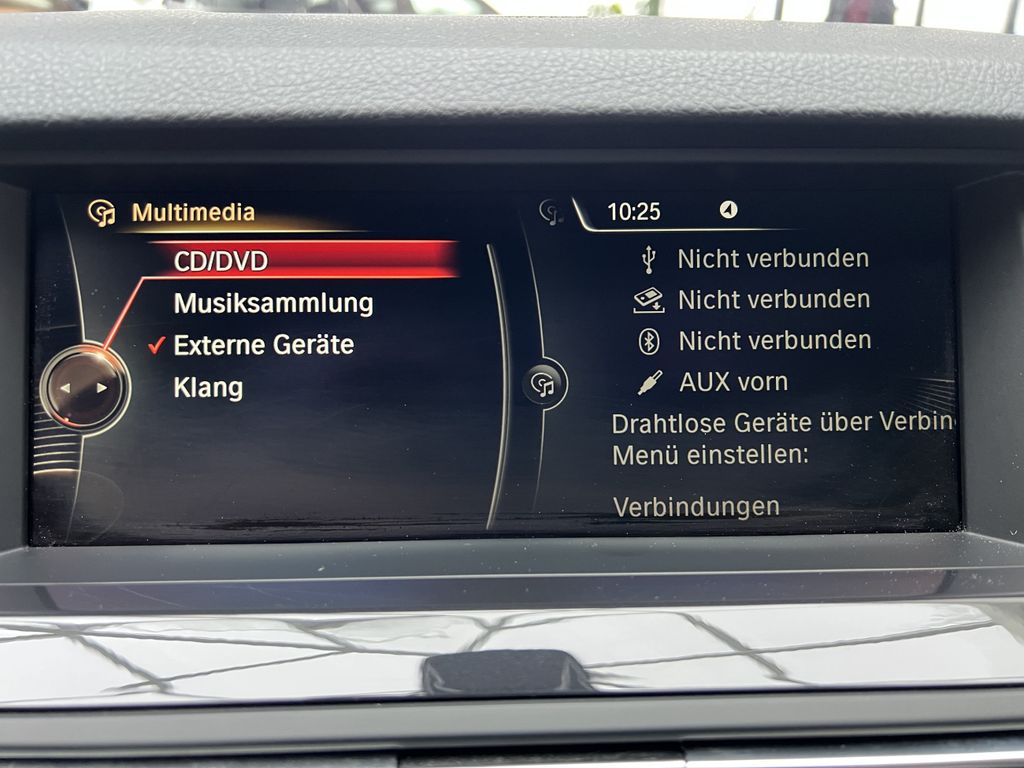 Multimedia
CD/DVD
Musiksammlung
Externe Geräte
Klang
10:25
Nicht verbunden
Nicht verbunden
Nicht verbunden
AUX vorn
Drahtlose Geräte über Verbin
Menü einstellen:
Verbindungen